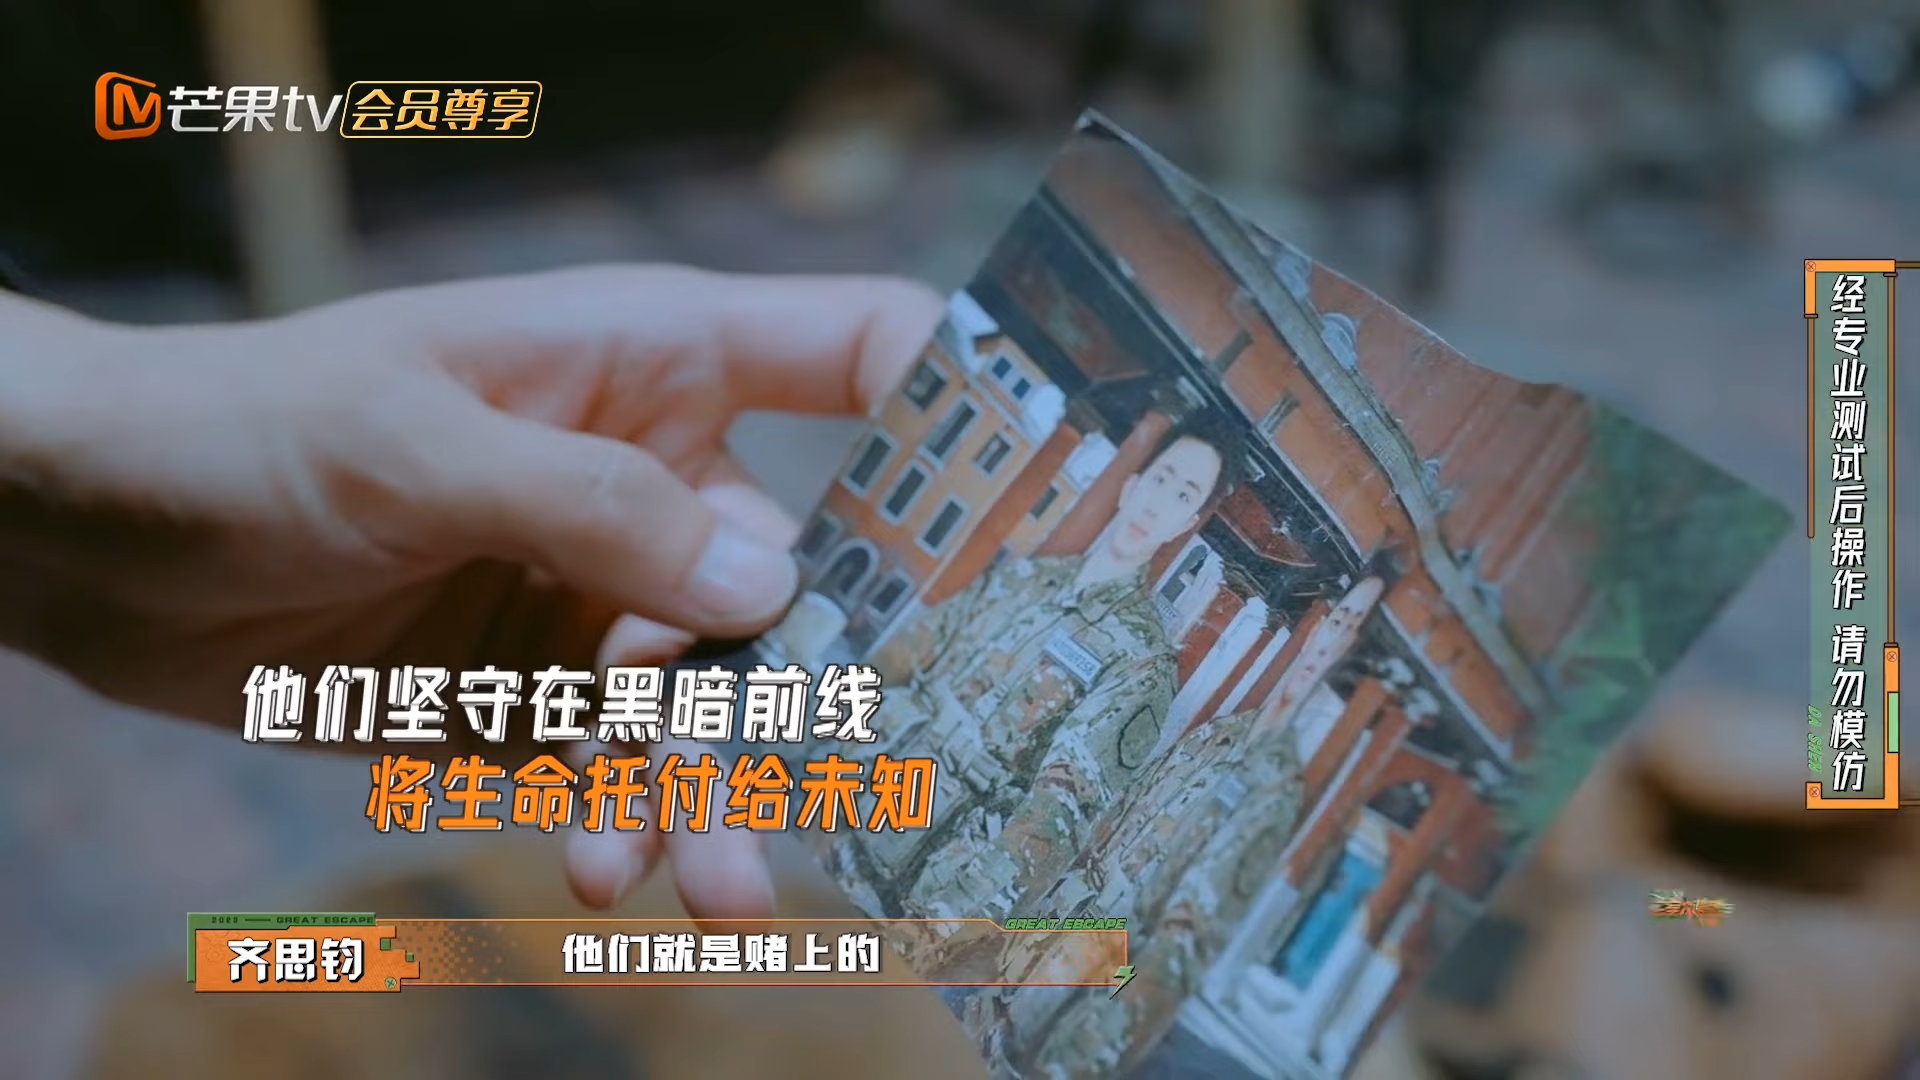 芒果tv会员尊享
经专业测试后操作 请勿模仿
他们坚守在黑暗前线
将生命托付给未知
2023 GREAT ESCAPE
GREAT ESCAPE
齐思钧
他们就是赌上的